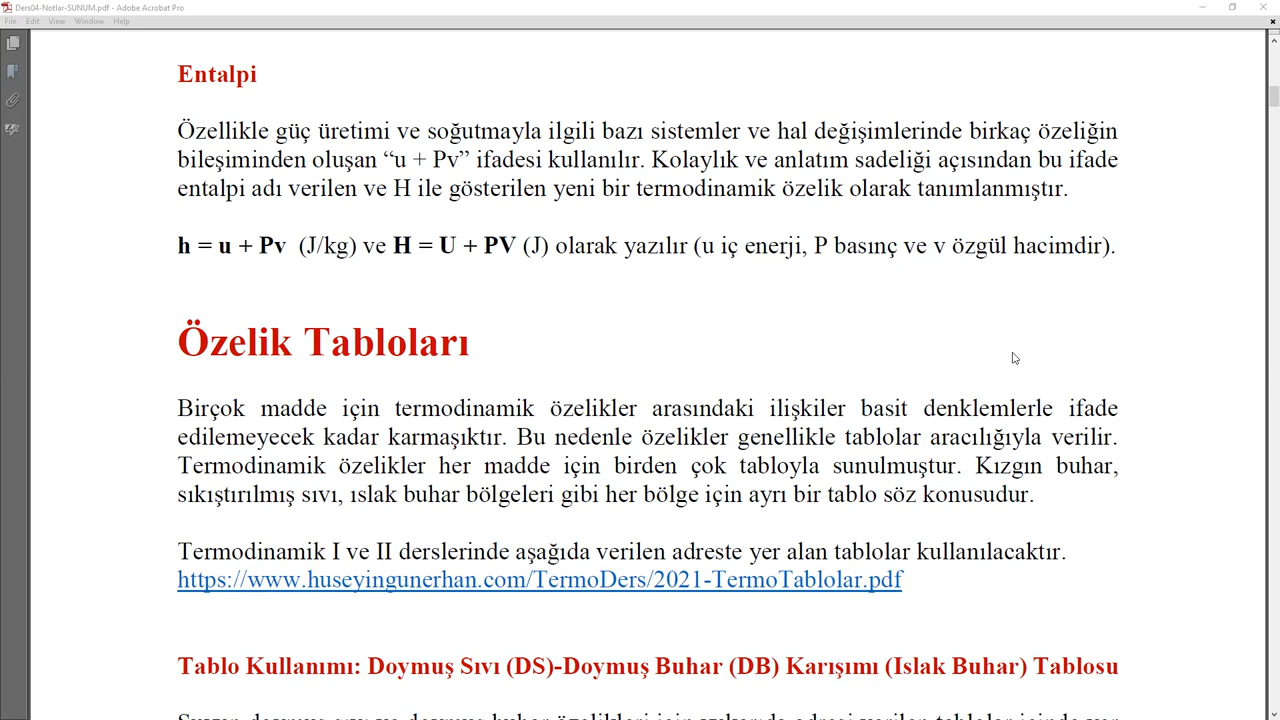 Ders04-Notlar-SUNUM.pdf - Adobe Acrobat Pro
File Edit View Window Help
Entalpi
Özellikle güç üretimi ve soğutmayla ilgili bazı sistemler ve hal değişimlerinde birkaç özeliğin
bileşiminden oluşan “u + Pv” ifadesi kullanılır. Kolaylık ve anlatım sadeliği açısından bu ifade
entalpi adı verilen ve H ile gösterilen yeni bir termodinamik özelik olarak tanımlanmıştır.
h = u + Pv (J/kg) ve H = U + PV (J) olarak yazılır (u iç enerji, P basınç ve v özgül hacimdir).
Özelik Tabloları
Birçok madde için termodinamik özelikler arasındaki ilişkiler basit denklemlerle ifade
edilemeyecek kadar karmaşıktır. Bu nedenle özelikler genellikle tablolar aracılığıyla verilir.
Termodinamik özelikler her madde için birden çok tabloyla sunulmuştur. Kızgın buhar,
sıkıştırılmış sıvı, ıslak buhar bölgeleri gibi her bölge için ayrı bir tablo söz konusudur.
Termodinamik I ve II derslerinde aşağıda verilen adreste yer alan tablolar kullanılacaktır.
https://www.huseyingunerhan.com/TermoDers/2021-TermoTablolar.pdf
Tablo Kullanımı: Doymuş Sıvı (DS)-Doymuş Buhar (DB) Karışımı (Islak Buhar) Tablosu